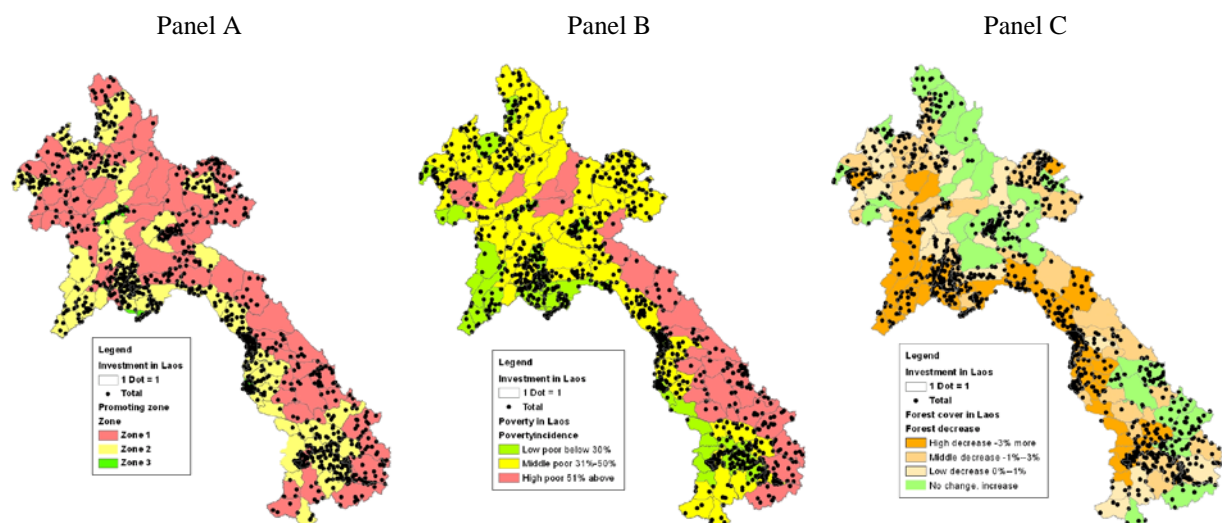 Panel A
Panel B
Panel C
Legend
Investment in Laos
1 Dot = 1
Total
Promoting zone
Zone
Zone 1
Zone 2
Zone 3
Legend
Investment in Laos
1 Dot = 1
Total
Poverty in Laos
Povertyincidence
Low poor below 30%
Middle poor 31%-50%
High poor 51% above
Legend
Investment in Laos
1 Dot = 1
Total
Forest cover in Laos
Forest decrease
High decrease -3% more
Middle decrease -1%--3%
Low decrease 0%--1%
No change, increase